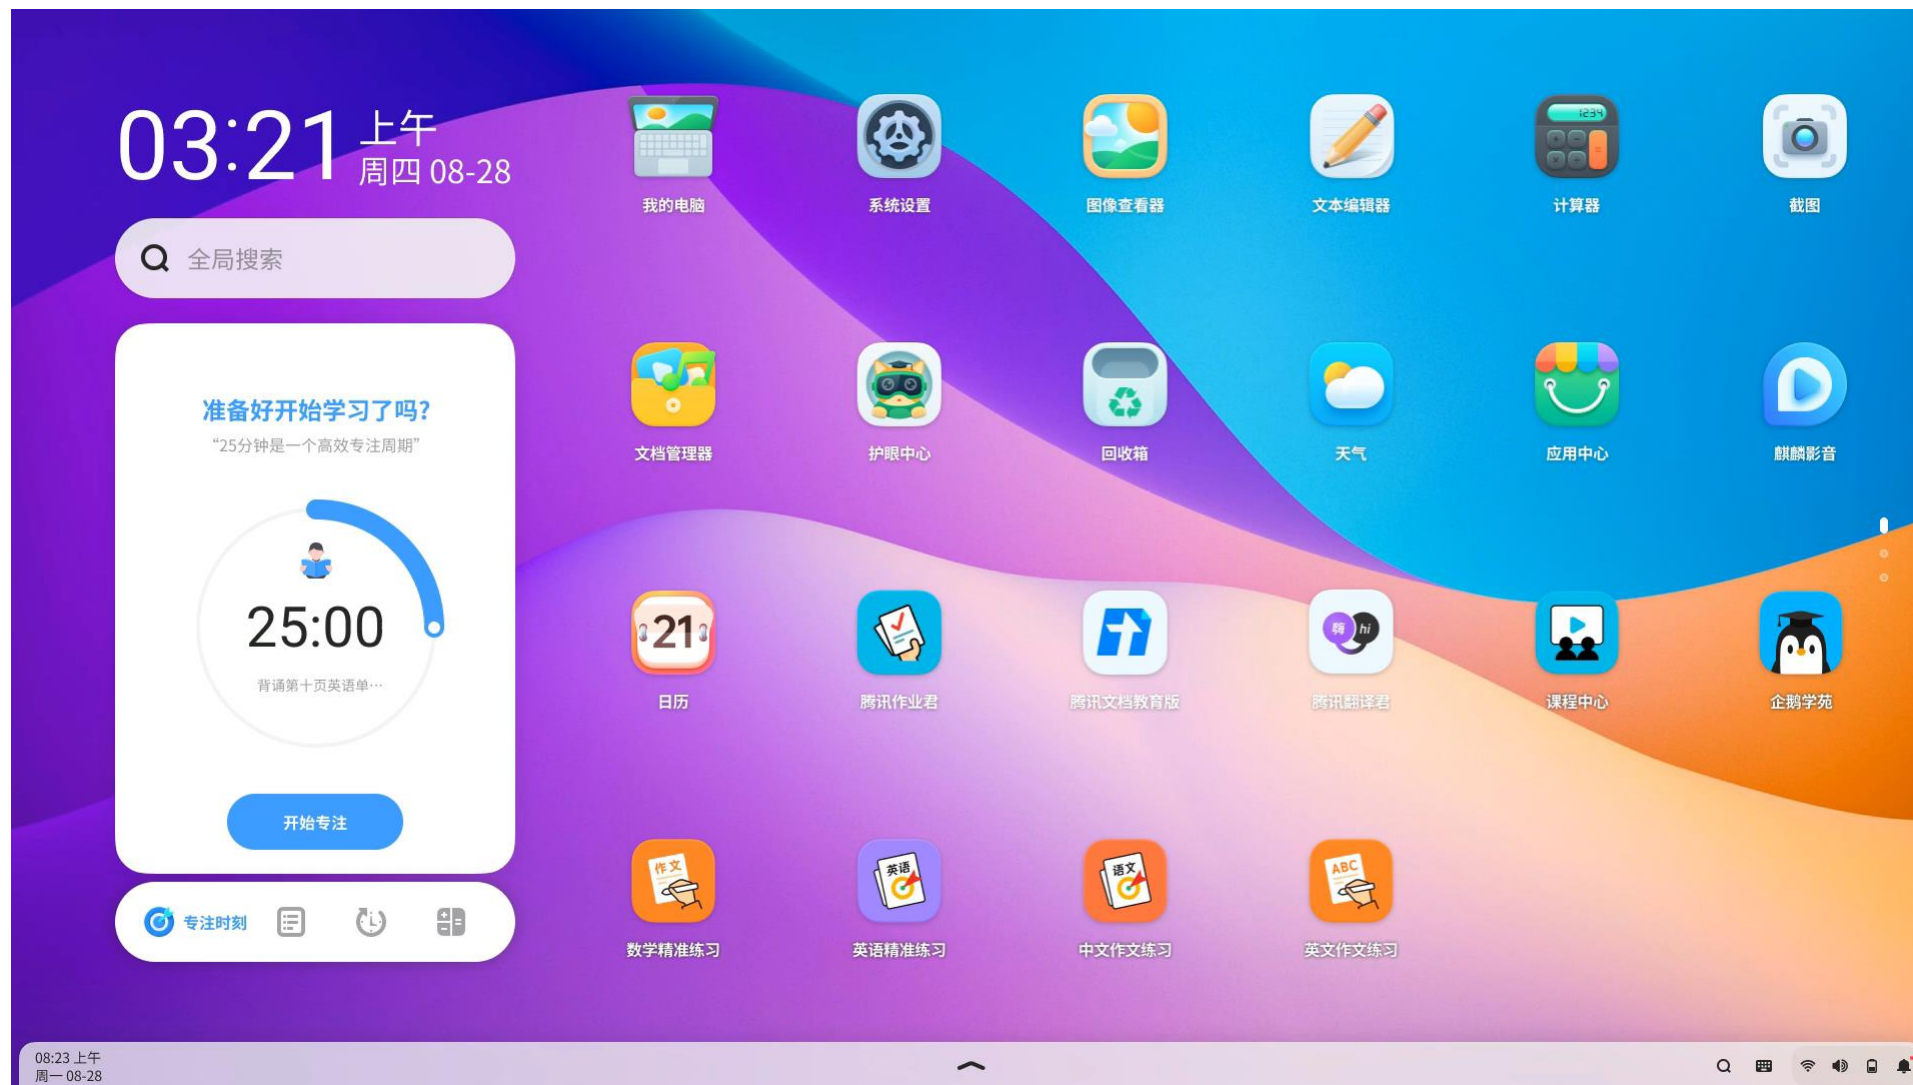 03:21
上午
周四 08-28
全局搜索
准备好开始学习了吗?
“25分钟是一个高效专注周期”
25:00
背诵第十页英语单···
开始专注
专注时刻
1234
我的电脑
系统设置
图像查看器
文本编辑器
计算器
截图
文档管理器
护眼中心
回收箱
天气
应用中心
麒麟影音
21
嗨 hi
日历
腾讯作业君
腾讯文档教育版
腾讯翻译君
课程中心
企鹅学苑
作文
英语
语文
ABC
数学精准练习
英语精准练习
中文作文练习
英文作文练习
08:23 上午
周一 08-28